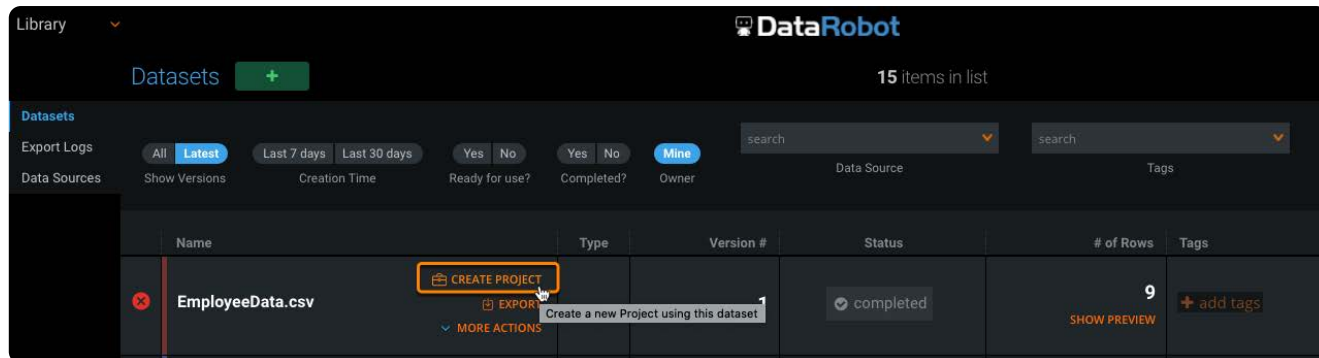 Library
DataRobot
Datasets +
15 items in list
Datasets
Export Logs
Data Sources
All Latest
Show Versions
Last 7 days Last 30 days
Creation Time
Yes No
Ready for use?
Yes No
Completed?
Mine
Owner
search
Data Source
search
Tags
Name Type Version # Status # of Rows Tags
EmployeeData.csv
CREATE PROJECT
EXPORT
MORE ACTIONS
Create a new Project using this dataset
1
completed
9
SHOW PREVIEW
+ add tags